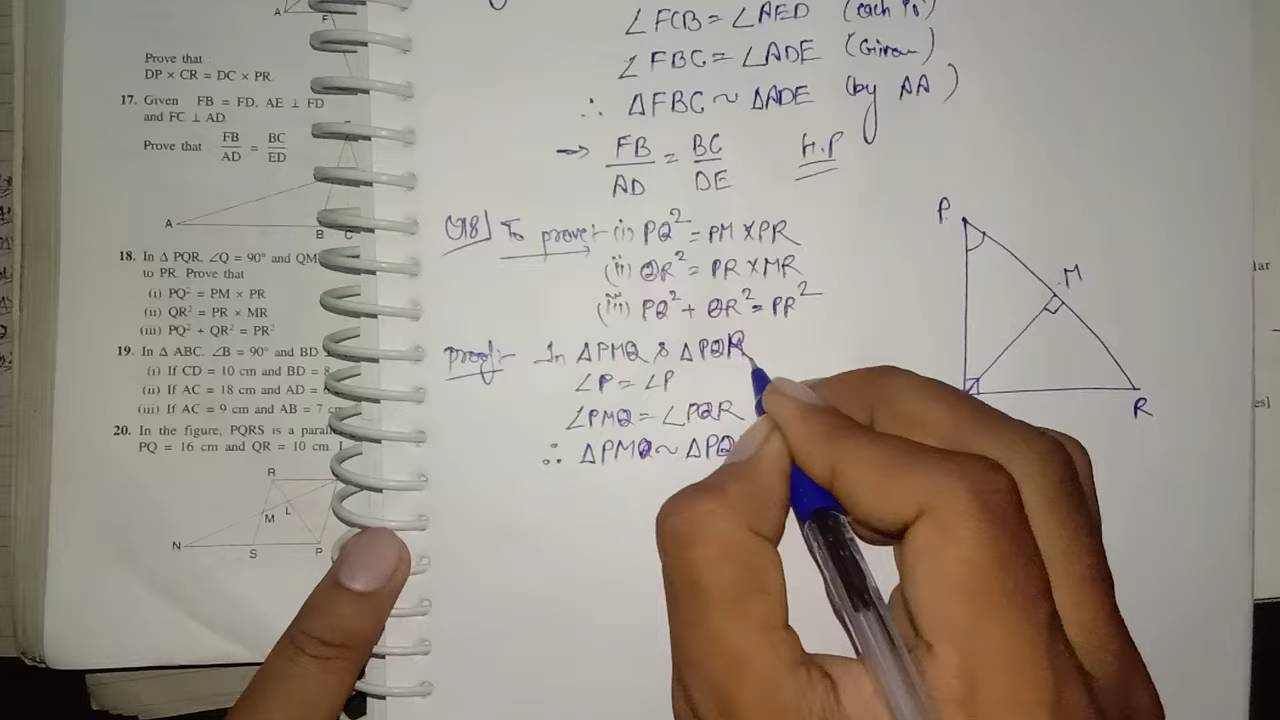 A F
Prove that
DP × CR = DC × PR.
17. Given FB = FD, AE ⊥ FD
and FC ⊥ AD.
Prove that FB/AD = BC/ED
A B C
18. In Δ PQR, ∠Q = 90° and QM
to PR. Prove that
(i) PQ² = PM × PR
(ii) QR² = PR × MR
(iii) PQ² + QR² = PR²
19. In Δ ABC, ∠B = 90° and BD
(i) If CD = 10 cm and BD = 8
(ii) If AC = 18 cm and AD =
(iii) If AC = 9 cm and AB = 7 cm
20. In the figure, PQRS is a
PQ = 16 cm and QR = 10 cm.
R
M L
N S P
∠FCB = ∠AED (each 90°)
∠FBC = ∠ADE (Given)
∴ ΔFBC ~ ΔADE (by AA)
⇒ FB/AD = BC/DE H.P
Q18] To prove:- (i) PQ² = PM × PR
(ii) QR² = PR × MR
(iii) PQ² + QR² = PR²
Proof:- In ΔPMQ & ΔPQR
∠P = ∠P
∠PMQ = ∠PQR
∴ ΔPMQ ~ ΔPQ
P
M
R
lar
es]